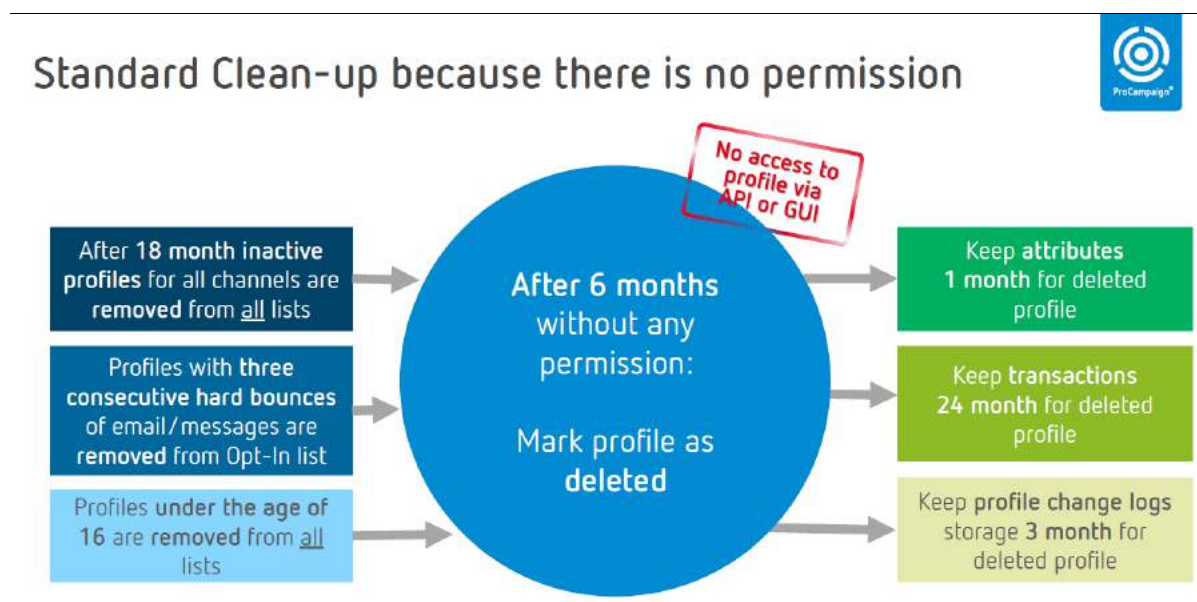 Standard Clean-up because there is no permission
ProCampaign®
No access to
profile via
API or GUI
After 18 month inactive
profiles for all channels are
removed from all lists
Profiles with three
consecutive hard bounces
of email/messages are
removed from Opt-In list
Profiles under the age of
16 are removed from all
lists
After 6 months
without any
permission:
Mark profile as
deleted
Keep attributes
1 month for deleted
profile
Keep transactions
24 month for deleted
profile
Keep profile change logs
storage 3 month for
deleted profile